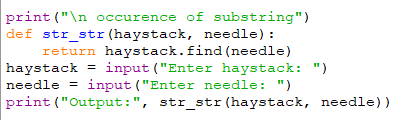 print("\n occurence of substring")
def str_str(haystack, needle):
    return haystack.find(needle)
haystack = input("Enter haystack: ")
needle = input("Enter needle: ")
print("Output:", str_str(haystack, needle))